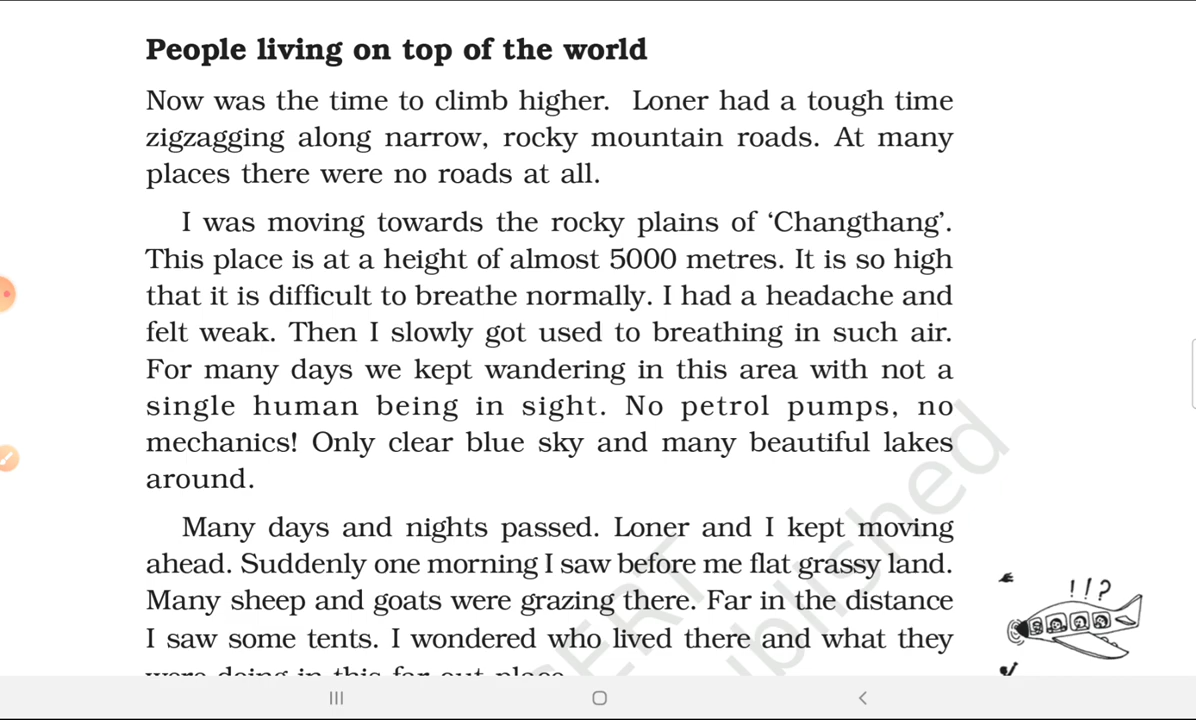 People living on top of the world
Now was the time to climb higher. Loner had a tough time
zigzagging along narrow, rocky mountain roads. At many
places there were no roads at all.
I was moving towards the rocky plains of ‘Changthang’.
This place is at a height of almost 5000 metres. It is so high
that it is difficult to breathe normally. I had a headache and
felt weak. Then I slowly got used to breathing in such air.
For many days we kept wandering in this area with not a
single human being in sight. No petrol pumps, no
mechanics! Only clear blue sky and many beautiful lakes
around.
Many days and nights passed. Loner and I kept moving
ahead. Suddenly one morning I saw before me flat grassy land.
Many sheep and goats were grazing there. Far in the distance
I saw some tents. I wondered who lived there and what they
were doing in this far out place.
!!?